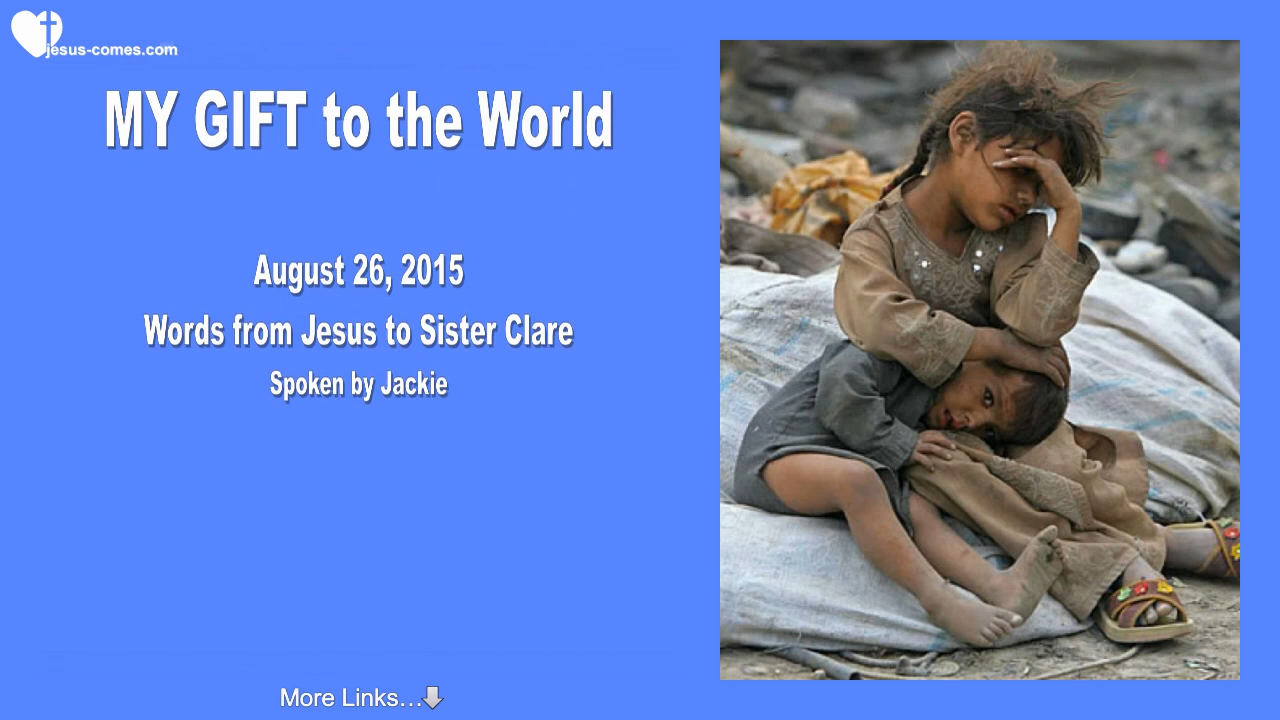 jesus-comes.com
MY GIFT to the World
August 26, 2015
Words from Jesus to Sister Clare
Spoken by Jackie
More Links…